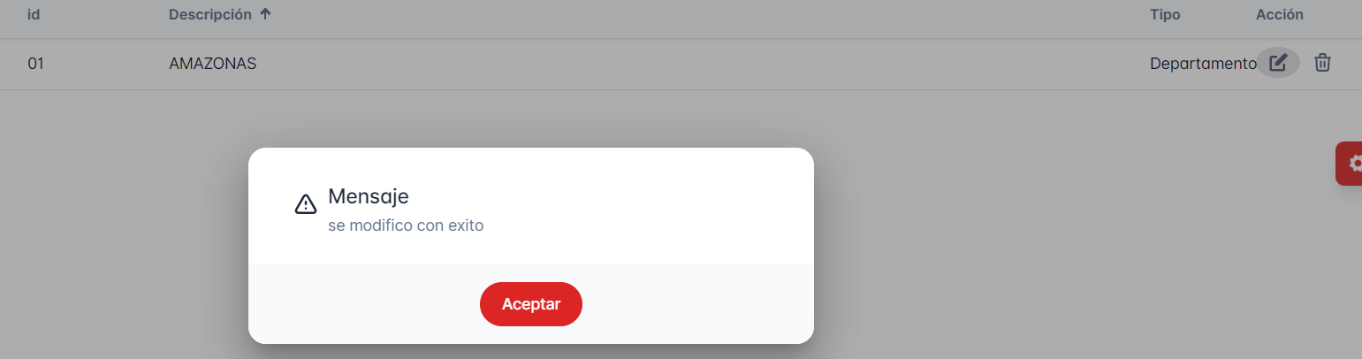 id Descripción Tipo Acción
01 AMAZONAS Departamento
Mensaje
se modifico con exito
Aceptar